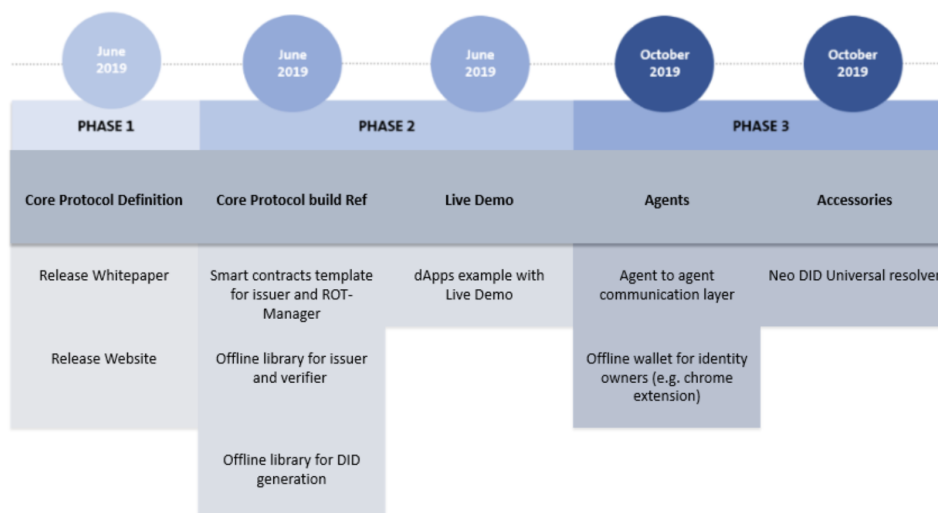 June
2019
June
2019
June
2019
October
2019
October
2019
PHASE 1
PHASE 2
PHASE 3
Core Protocol Definition
Core Protocol build Ref
Live Demo
Agents
Accessories
Release Whitepaper
Release Website
Smart contracts template
for issuer and ROT-
Manager
Offline library for issuer
and verifier
Offline library for DID
generation
dApps example with
Live Demo
Agent to agent
communication layer
Offline wallet for identity
owners (e.g. chrome
extension)
Neo DID Universal resolver